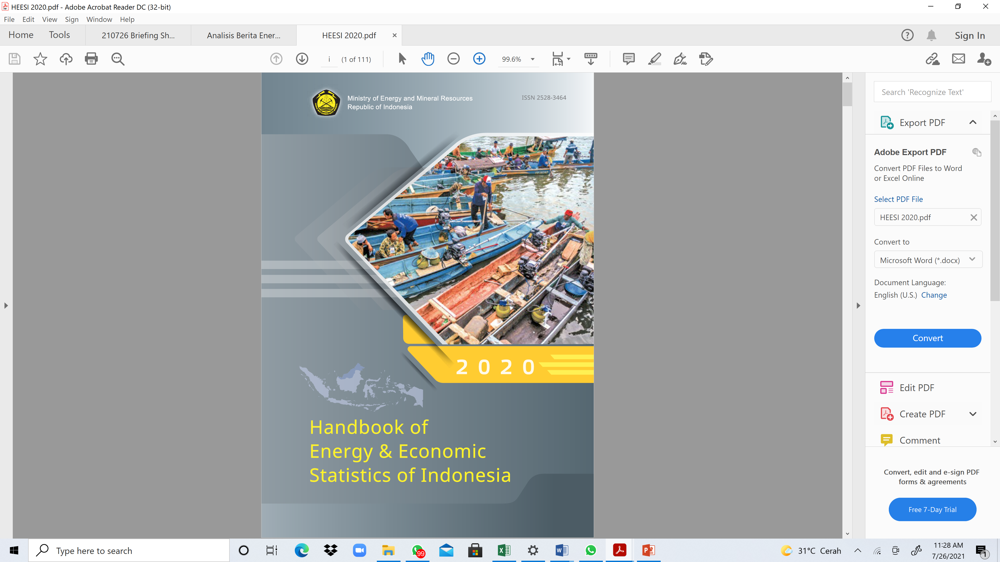 HEESI 2020.pdf - Adobe Acrobat Reader DC (32-bit)
File Edit View Sign Window Help
Home Tools 210726 Briefing Sh... Analisis Berita Ener... HEESI 2020.pdf Sign In
i (1 of 111) 99.6%
Ministry of Energy and Mineral Resources
Republic of Indonesia
ISSN 2528-3464
2020
Handbook of
Energy & Economic
Statistics of Indonesia
Search 'Recognize Text'
Export PDF
Adobe Export PDF
Convert PDF Files to Word
or Excel Online
Select PDF File
HEESI 2020.pdf
Convert to
Microsoft Word (*.docx)
Document Language:
English (U.S.) Change
Convert
Edit PDF
Create PDF
Comment
Convert, edit and e-sign PDF
forms & agreements
Free 7-Day Trial
Type here to search
99
31°C Cerah
11:28 AM
7/26/2021
1